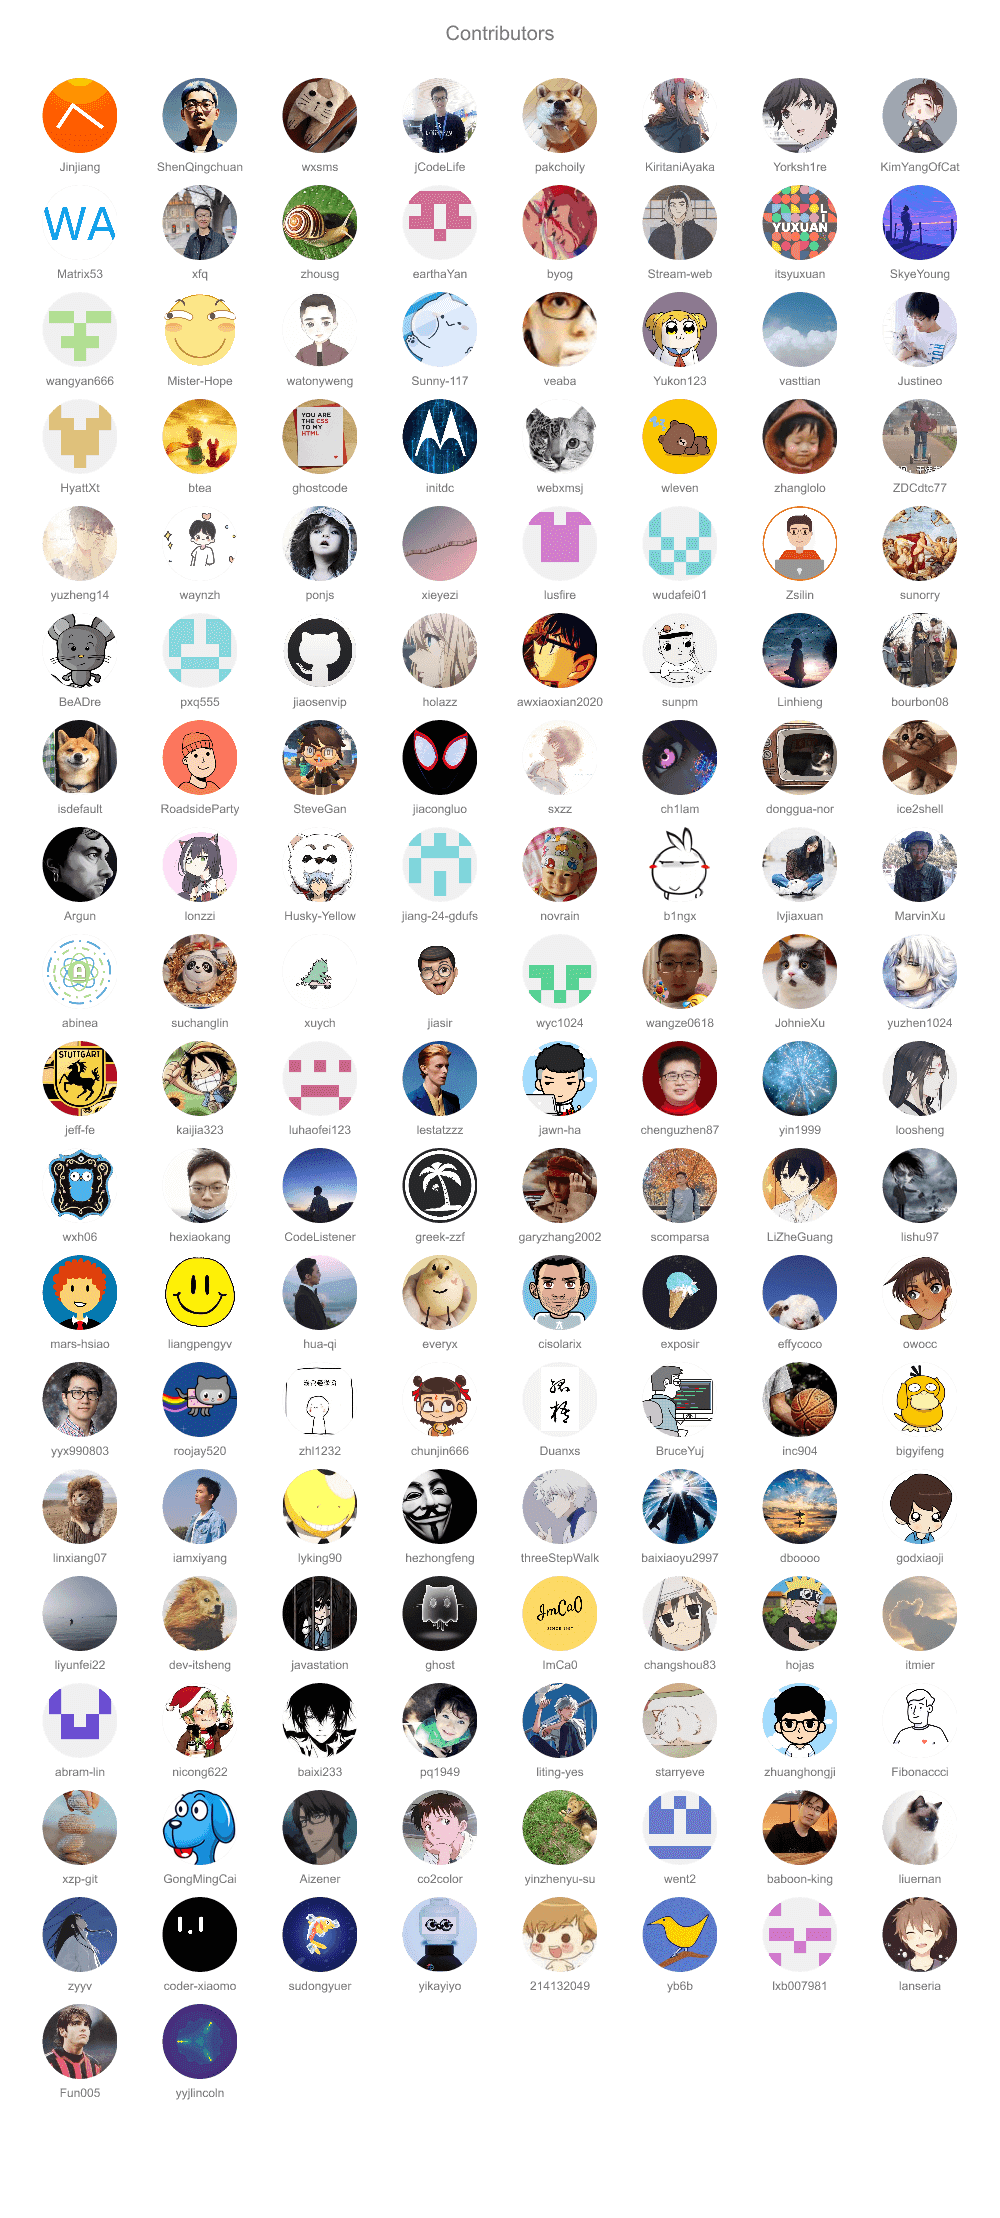 Contributors
Jinjiang ShenQingchuan wxsms jCodeLife pakchoily KiritaniAyaka Yorksh1re KimYangOfCat
WA
LI
YUXUAN
Matrix53 xfq zhousg earthaYan byog Stream-web itsyuxuan SkyeYoung
wangyan666 Mister-Hope watonyweng Sunny-117 veaba Yukon123 vasttian Justineo
YOU ARE
THE CSS
TO MY
HTML
HyattXt btea ghostcode initdc webxmsj wleven zhanglolo ZDCdtc77
yuzheng14 waynzh ponjs xieyezi lusfire wudafei01 Zsilin sunorry
BeADre pxq555 jiaosenvip holazz awxiaoxian2020 sunpm Linhieng bourbon08
isdefault RoadsideParty SteveGan jiacongluo sxzz ch1lam donggua-nor ice2shell
Argun lonzzi Husky-Yellow jiang-24-gdufs novrain b1ngx lvjiaxuan MarvinXu
abinea suchanglin xuych jiasir wyc1024 wangze0618 JohnieXu yuzhen1024
STUTTGART
jeff-fe kaijia323 luhaofei123 lestatzzz jawn-ha chenguzhen87 yin1999 loosheng
wxh06 hexiaokang CodeListener greek-zzf garyzhang2002 scomparsa LiZheGuang lishu97
mars-hsiao liangpengyv hua-qi everyx cisolarix exposir effycoco owocc
yyx990803 roojay520 zhl1232 chunjin666 Duanxs BruceYuj inc904 bigyifeng
linxiang07 iamxiyang lyking90 hezhongfeng threeStepWalk baixiaoyu2997 dboooo godxiaoji
JmCaO
liyunfei22 dev-itsheng javastation ghost ImCa0 changshou83 hojas itmier
abram-lin nicong622 baixi233 pq1949 liting-yes starryeve zhuanghongji Fibonaccci
xzp-git GongMingCai Aizener co2color yinzhenyu-su went2 baboon-king liuernan
zyyv coder-xiaomo sudongyuer yikayiyo 214132049 yb6b lxb007981 lanseria
Fun005 yyjlincoln